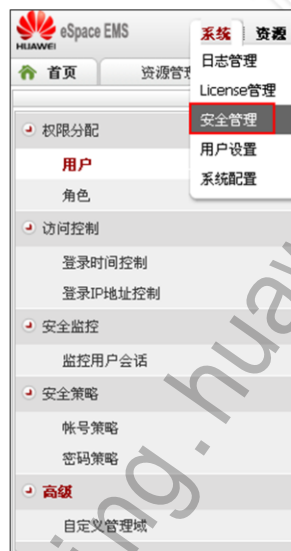 HUAWEI eSpace EMS 系统 资源
首页 资源管理
日志管理
License管理
安全管理
用户设置
系统配置
权限分配
用户
角色
访问控制
登录时间控制
登录IP地址控制
安全监控
监控用户会话
安全策略
帐号策略
密码策略
高级
自定义管理域
ing.huaw